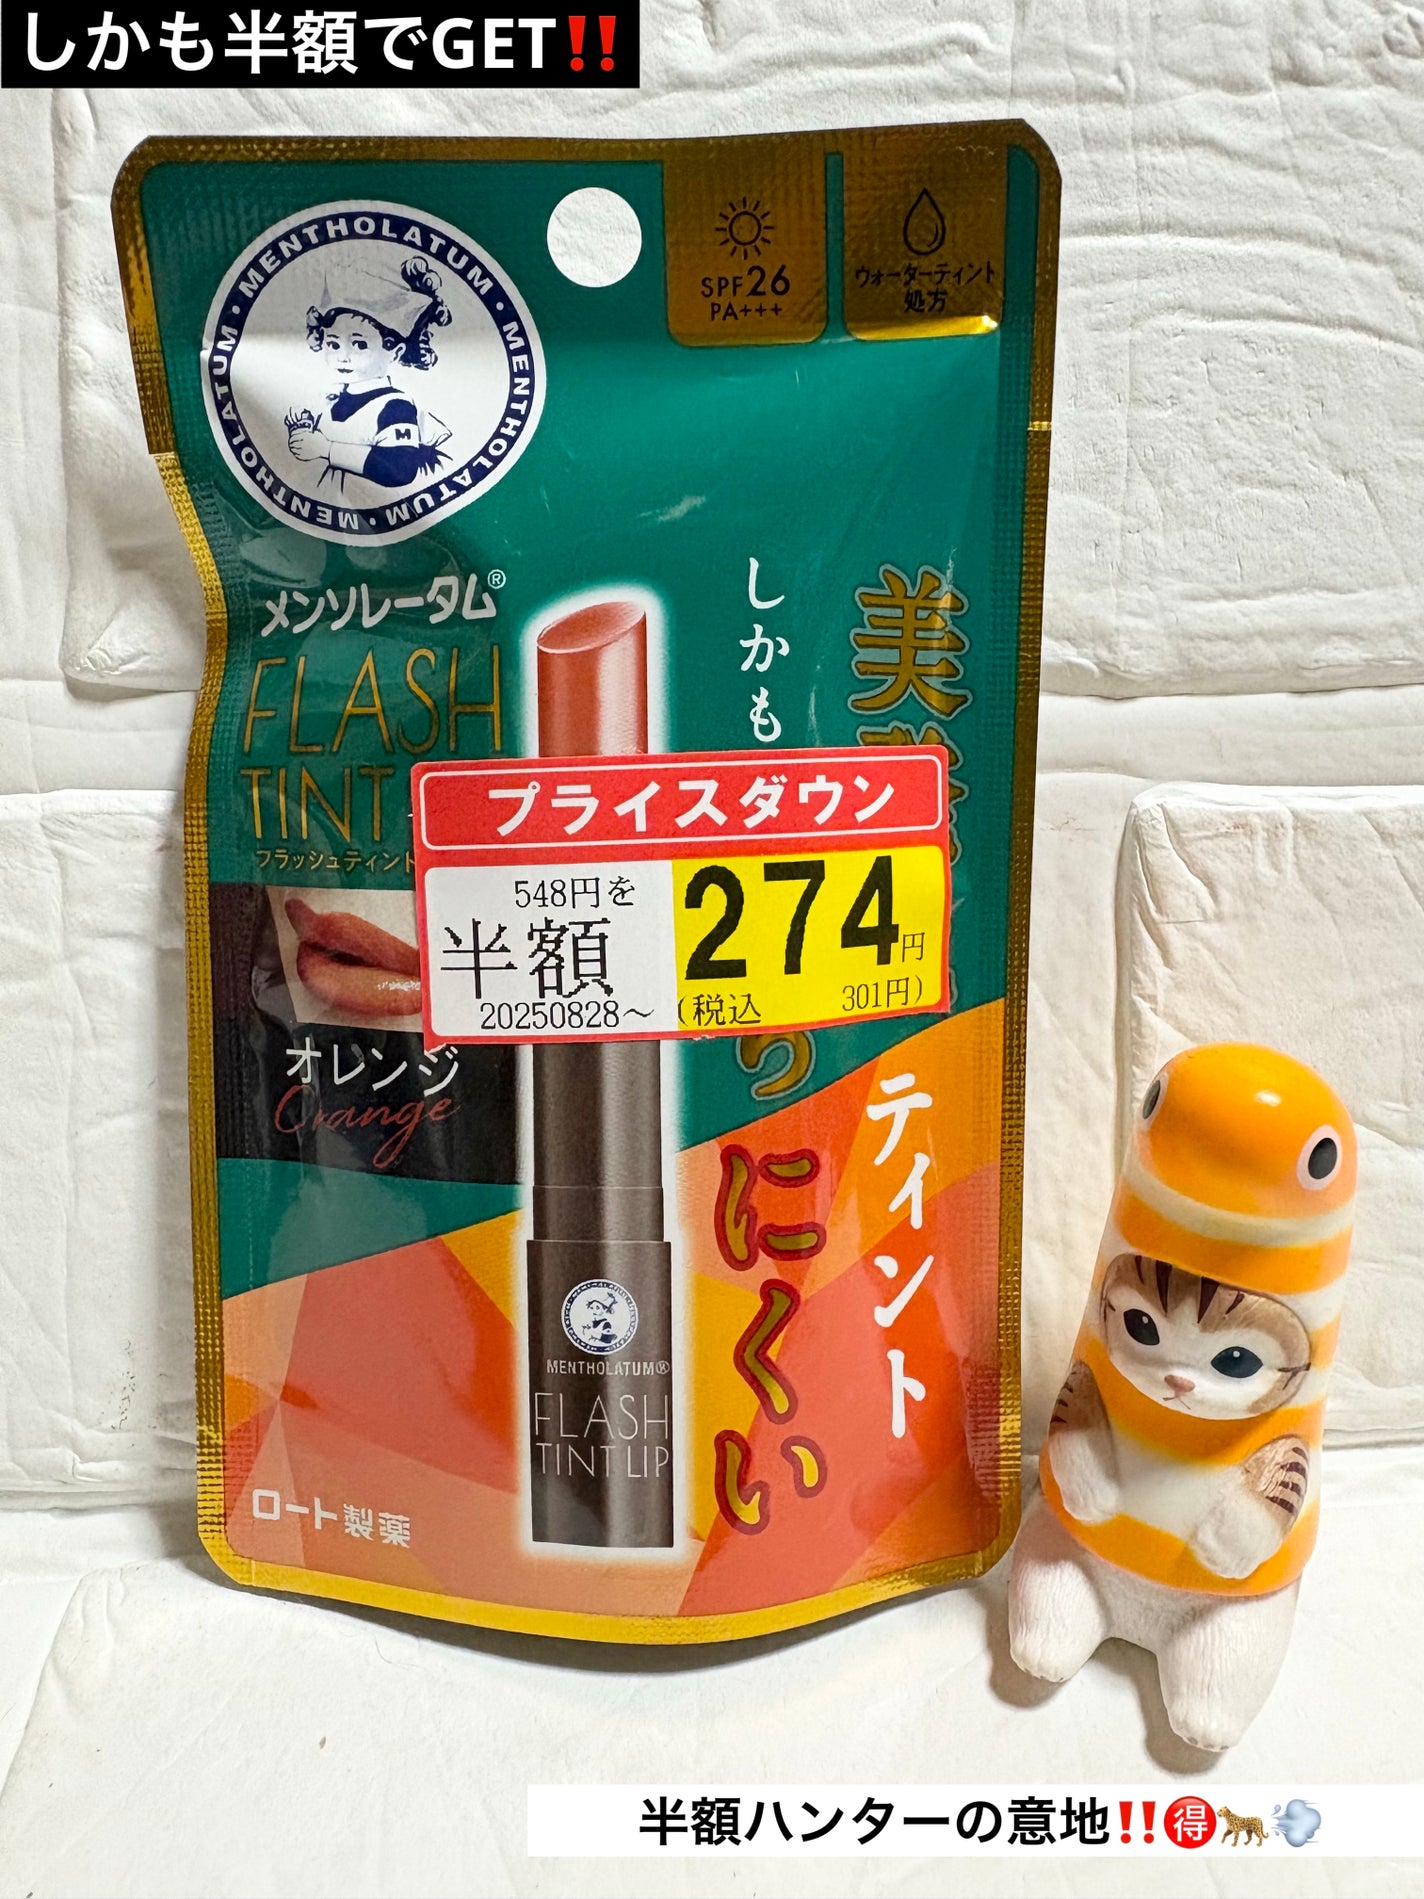 しかも半額でGET‼️
MENTHOLATUM・MENTHOLATUM・MENTHOLATUM・MENTHOLATUM・
M
SPF26
PA+++
ウォーターティント
処方
メンソレータム®
FLASH
TINT
フラッシュティント
しかも
美発
ら
ティント
にくい
プライスダウン
548円を
半額
20250828～
274円
(税込 301円)
オレンジ
Orange
MENTHOLATUM®
FLASH
TINT LIP
ロート製薬
半額ハンターの意地‼️🉐🐆💨